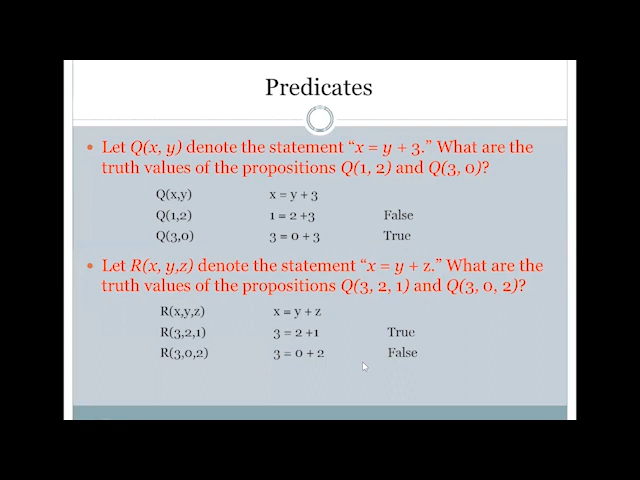 Predicates
• Let Q(x, y) denote the statement “x = y + 3.” What are the
truth values of the propositions Q(1, 2) and Q(3, 0)?
Q(x,y) x = y + 3
Q(1,2) 1 = 2 +3 False
Q(3,0) 3 = 0 + 3 True
• Let R(x, y,z) denote the statement “x = y + z.” What are the
truth values of the propositions Q(3, 2, 1) and Q(3, 0, 2)?
R(x,y,z) x = y + z
R(3,2,1) 3 = 2 +1 True
R(3,0,2) 3 = 0 + 2 False